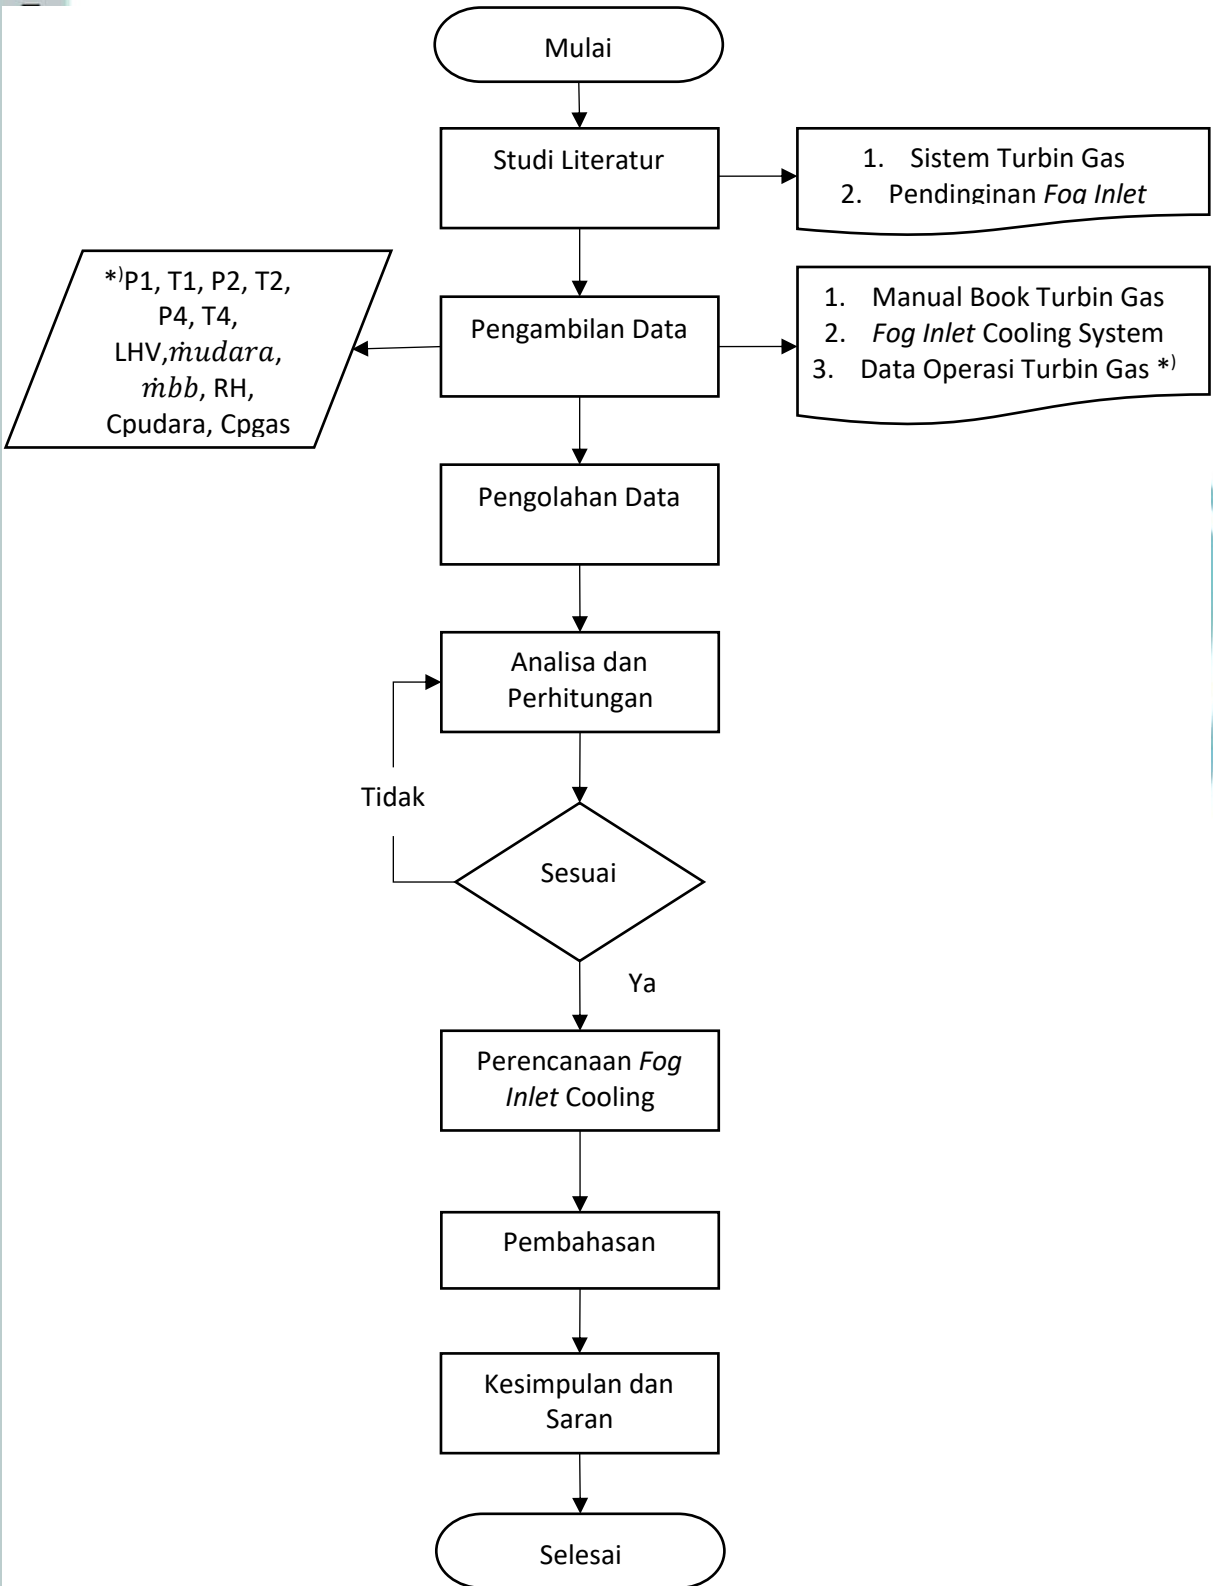 Mulai
Studi Literatur
1. Sistem Turbin Gas
2. Pendinginan Fog Inlet
*)P1, T1, P2, T2,
P4, T4,
LHV,ṁudara,
ṁbb, RH,
Cpudara, Cpgas
Pengambilan Data
1. Manual Book Turbin Gas
2. Fog Inlet Cooling System
3. Data Operasi Turbin Gas *)
Pengolahan Data
Analisa dan
Perhitungan
Tidak
Sesuai
Ya
Perencanaan Fog
Inlet Cooling
Pembahasan
Kesimpulan dan
Saran
Selesai